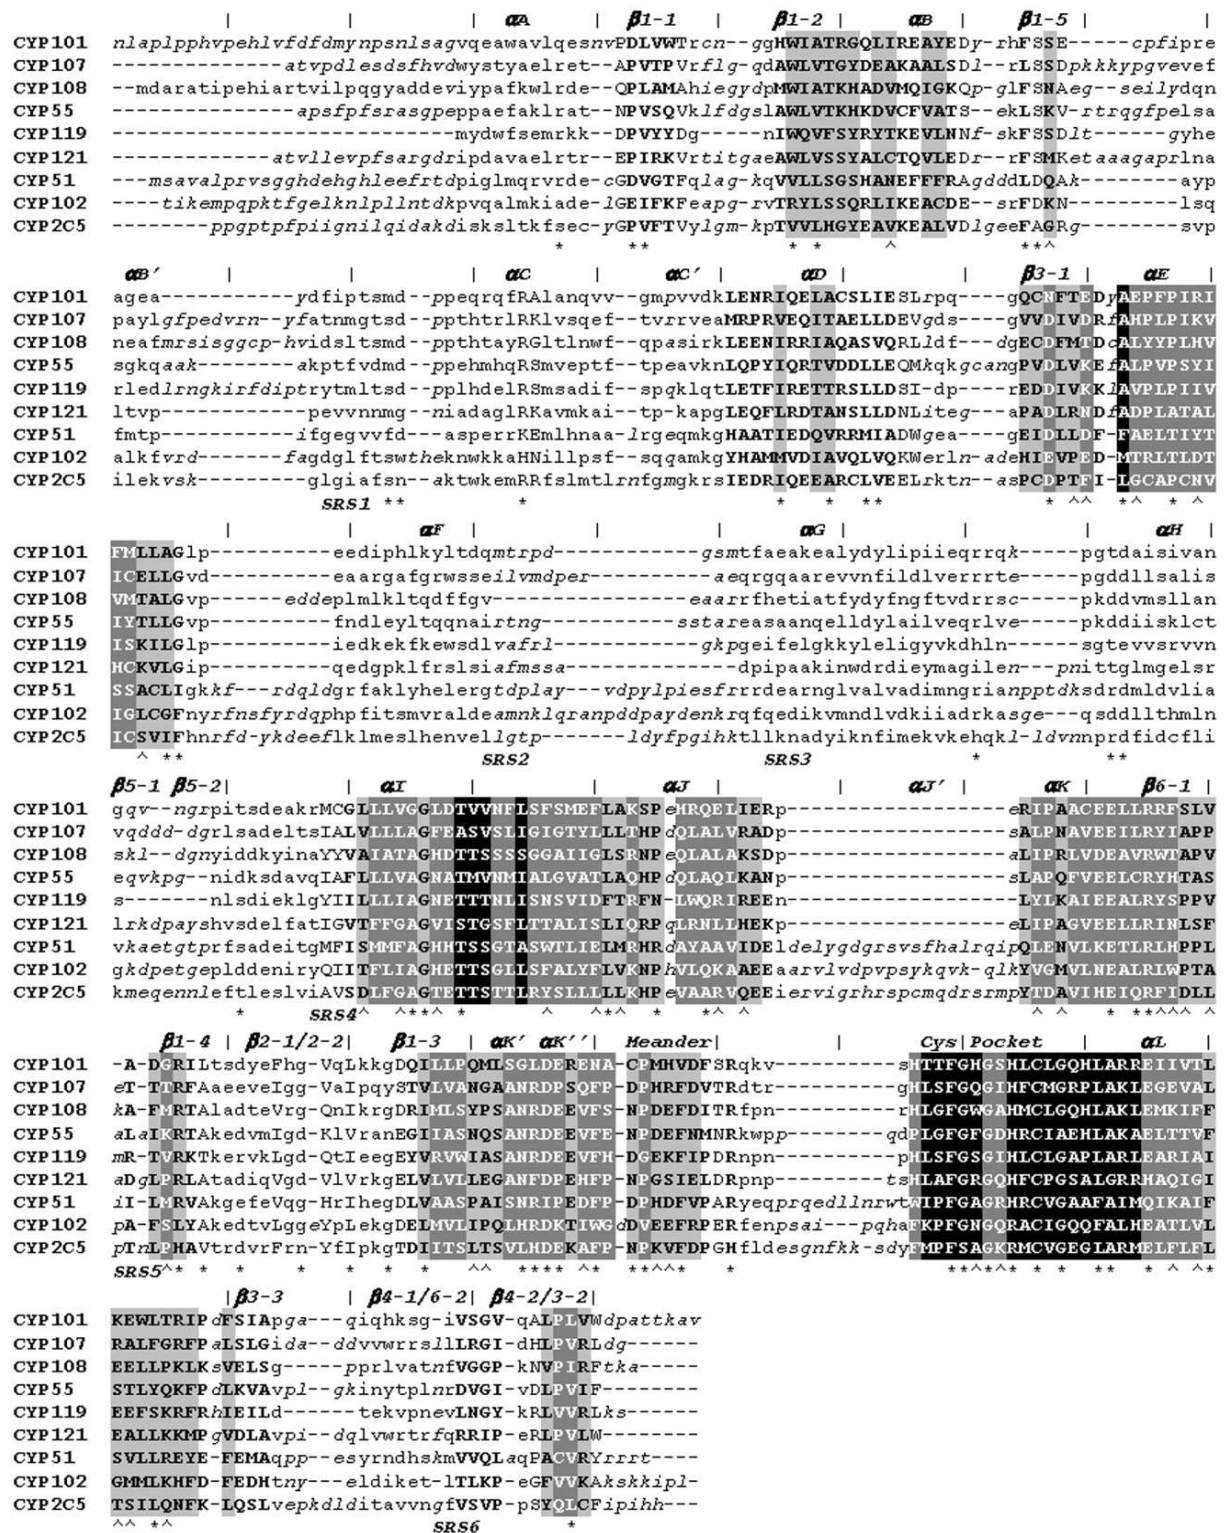 | αA | β1-1 | β1-2 | αB | β1-5 | |
CYP101 nlaplpphvpehlvfdfdmynpsnlsagvqeawavlqesnvPDLVWTrcn--gghWIATRGQLIREAYEDy-rhFSSE-----cpfipre
CYP107 --------------atvpdlesdsfhvdwystyaelret--APVTPVrflg-qdAWLVTGYDEAKAALSDl--rLSSDpkkkypgvevef
CYP108 --mdaratipehiartvilpqgyaddeviypafkwlrde--QPLAMAhiegydpMWIATKHADVMQIGKQp-glFSNAeg--seilydqn
CYP55 ---------------apsfpfsrasgpeppaefaklrat--NPVSQVklfdgslAWLVTKHKDVCFVATS--ekLSKV--rtrqgfpelsa
CYP119 ----------------------------mydwfsemrkk--DPVYYDg-----nIWQVFSYRYTKEVLNNf-skFSSDlt------gyhe
CYP121 -------------atvllevpfsargdripdavaelrtr--EPIRKVrtitgaeAWLVSSYALCTQVLEDr--rFSMKetaaagaprlna
CYP51 ---msavalprvsgghdehghleefrtdpiglmqrvrde-cGDVGTFqlag-kqVVLLSGSHANEFFFRAgdddLDQAk--------ayp
CYP102 ----tikempqpktfgelknlpllntdkpvqalmkiade-lGEIFKFeapg-rvTRYLSSQRLIKEACDEs--rFDKN---------lsq
CYP2C5 --------ppgptpfpiignilqidakdisksltkfsecyGPVFTVylgm-kpTVVLHGYEAVKEALVDlgeeFAGRg--------svp
* ** * * ^ **^
αB' | | αC | αC' | αD | β3-1 | αE
CYP101 agea----------ydfiptsmd--ppeqrqfRAlanqvv--gmpvvdkLENRIQELACSLIESLrpq----gQCNFTEDyAEPFPIRI
CYP107 paylgfpedvrn--yfatnmgtsd--ppthtrlRKlvsqef--tvrrveaMRPRVEQITAELLDEVgds-----gVVDIVDRfAHPLPIKV
CYP108 neafmrsisggcp-hvidsltsmd--ppthtayRGltlnwf--qpasirkLEENIRRIAQASVQRLldf---dgECDFMTDcALYYPLHV
CYP55 sgkqaak-------akptfvdmd--ppehmhqRSmveptf--tpeavknLQPYIQRTVDDLLEQMkqkgcangPVDLVKEfALPVPSYI
CYP119 rledlrngkirfdiptrytmltsd--pplhdelRSmsadif--spgklqtLETFIRETTRSLLDSI-dp----rEDDIVKKlAVPLPIIV
CYP121 ltvp----------pevvnnmg--niadaglRKavmkai--tp-kapgLEQFLRDTANSLLDNLiteg---aPADLRNDfADPLATAL
CYP51 fmtp----------ifgegvvfd---asperrKEmlhnaa-lrgeqmkgHAATIEDQVRRMIADWgea----gEIDLLDF-FAELTIYT
CYP102 alkfvrd-------fagdglftswtheknwkkaHNillpsf--sqqamkgYHAMMVDIAVQLVQKWerln-adeHIEVPED-MTRLTLDT
CYP2C5 ilekvsk-------glgiafsn--aktwkemRRfslmtlrnfgmgkrsIEDRIQEEARCLVEELrktn-asPCDPTFI-LGCAPCNV
SRS1 ** * * * ** * ^^ *^ * ^
| | αF | | αG | | αH
CYP101 FMLLAGlp----------eediphlkyltdqmtrpd-----------gsmtfaeakealydylipiieqrrqk----pgtdaisivan
CYP107 ICELLGvd----------eaargafgrwsseilvmdper----------aeqrgqaarevvnfildlverrrte-----pgddllsalis
CYP108 VMTALGvp------eddeplmlkltqdffgv----------------eaarrfhetiatfydyfngftvdrrsc-----pkddvmsllan
CYP55 IYTLLGvp----------fndleyltqqnairtng-----------sstareasaanqelldylailveqrlve-----pkddiisklct
CYP119 ISKILGlp----------iedkekfkewsdlvafrl-----------gkpgeifelgkkyleligyvkdhln-----sgtevvsrvvn
CYP121 HCKVLGip----------qedgpklfrslsiafmssa--------------dpipaakinwdrdieymagilen---pnittglmgelsr
CYP51 SSACLIgkkf---rdqldgrfaklyhelergtdplay---vdpylpiesfrrrdearnglvalvadimngrianpptdksdrdmldvlia
CYP102 IGLCGFnyrfnsfyrdqphpfitsmvraldeamnklqranpddpaydenkrqfqedikvmndlvdkiiadrkasge---qsddllthmln
CYP2C5 ICSVIFhnrfd-ykdeeflklmeslhenvellgtp------ldyfpgihktllknadyiknfimekvkehqkl-ldvnnprdfidcfli
^ ** SRS2 SRS3 * **
β5-1 β5-2| | αI | | αJ | αJ' | αK | β6-1 |
CYP101 gqv--ngrpitsdeakrMCGLLLVGGLDTVVNFLSFSMEFLAKSPeHRQELIERp-------------------eRIPAACEELLRRFSLV
CYP107 vqddd-dgrlsadeltsIALVLLLAGFEASVSLIGIGTYLLLTHPdQLALVRADp-------------------sALPNAVEEILRYIAPP
CYP108 skl--dgnyiddkyinaYYVAIATAGHDTTSSSSGGAIIGLSRNPeQLALAKSDp-------------------aLIPRLVDEAVRWTAPV
CYP55 eqvkpg--nidksdavqIAFLLLVAGNATMVNMIALGVATLAQHPdQLAQLKANp-------------------sLAPQFVEELCRYHTAS
CYP119 s-------nlsdieklgYIILLLIAGNETTTNLISNSVIDFTRFN-LWQRIREEn-------------------LYLKAIEEALRYSPPV
CYP121 lrkdpayshvsdelfatIGVTFFGAGVISTGSFLTTALISLIQRPqLRNLLHEKp-------------------eLIPAGVEELLRINLSF
CYP51 vkaetgtprfsadeitgMFISMMFAGHHTSSGTASWTLIELMRHRdAYAAVIDEldelygdgrsvsfhalrqipQLENVLKETLRLHPPL
CYP102 gkdpetgeplddeniryQIITFLIAGHETTSGLLSFALYFLVKNPhVLQKAAEEaarvlvdpvpsykqvk-qlkYVGMVLNEALRLWPTA
CYP2C5 kmeqennleftleslviAVSDLFGAGTETTSTTLRYSLLLLLKHPeVAARVQEEiervigrhrspcmqdrsrmpYTDAVIHEIQRFIDLL
* SRS4^ ^ *** ^ ^^* *^ ^ ^ ^ * **^^^ ^
| β1-4 | β2-1/2-2| β1-3 | αK' αK'' | Meander | | Cys|Pocket | αL |
CYP101 -A-DGRILTsdyeFhg-VqLkkgDQILLPQMLSGLDERENA-CPMHVDFSRqkv-----------sHTTFGHGSHLCLGQHLARREIIVTL
CYP107 eT-TTRFAaeeveIgg-VaIpqySTVLVANGAANRDPSQFP-DPHRFDVTRdtr-----------gHLSFGQGIHFCMGRPLAKLEGEVAL
CYP108 kA-FMRTAladteVrg-QnIkrgDRIMLSYPSANRDEEVFS-NPDEFDITRfpn-----------rHLGFGWGAHMCLGQHLAKLEMKIFF
CYP55 aLaIKRTAkedvmIgd-KlVranEGIIASNQSANRDEEVFE-NPDEFNMNRkwpp---------qdPLGFGFGDHRCIAEHLAKAELTTVF
CYP119 mR-TVRKTkervkLgd-QtIeegEYVRVWIASANRDEEVFH-DGEKFIPDRnpn-----------pHLSFGSGIHLCLGAPLARLEARIAI
CYP121 aDgLPRLAtadiqVgd-VlVrkgELVLVLLEGANFDPEHFP-NPGSIELDRpnp----------tsHLAFGRGQHFCPGSALGRRHAQIGI
CYP51 iI-LMRVAkgefeVqg-HrIhegDLVAASPAISNRIPEDFP-DPHDFVPARyeqprqedllnrwtWIPFGAGRHRCVGAAFAIMQIKAIF
CYP102 pA-FSLYAkedtvLggeYpLekgDELMVLIPQLHRDKTIWGdDVEEFRPERfenpsai---pqhaFKPFGNGQRACIGQQFALHEATLVL
CYP2C5 pTnLPHAVtrdvrFrn-YfIpkgTDIITSLTSVLHDEKAFP-NPKVFDPGHfldesgnfkk-sdyFMPFSAGKRMCVGEGLARMELFLFL
SRS5^* * * * * * ^^ ****^* **^^* * **^*^ * * ** * ^ ^
| β3-3 | β4-1/6-2| β4-2/3-2|
CYP101 KEWLTRIPdFSIApga--qiqhksg-iVSGV-qALPLVWdpattkav
CYP107 RALFGRFPaLSLGida--ddvvwrrslLLRGI-dHLPVRLdg-----
CYP108 EELLPKLKsVELSg-----pprlvatnfVGGP-kNVPIRFtka----
CYP55 STLYQKFPdLKVAvpl--gkinytplnrDVGI-vDLPVIF-------
CYP119 EEFSKRFRhIEILd------tekvpnevLNGY-kRLVVRLks-----
CYP121 EALLKKMPgVDLAvpi--dqlvwrtrfqRRIP-eRLPVLW-------
CYP51 SVLLREYE-FEMAqpp--esyrndhskmVVQLaqPACVRYrrrt---
CYP102 GMMLKHFD-FEDHtny---eldiket-lTLKP-eGFVVKAkskkipl-
CYP2C5 TSILQNFK-LQSLvepkdlditavvngfVSVP-pSYQLCFipihh---
^^ *^ SRS6 *